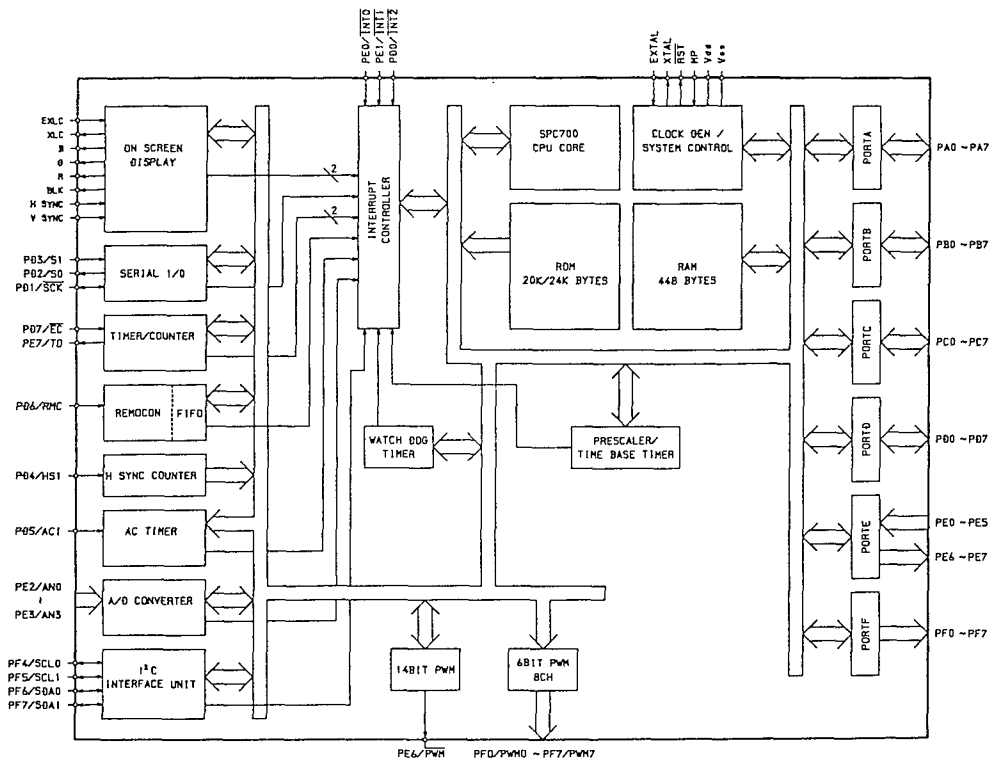 PE0/INT0
PE1/INT1
PD0/INT2
EXTAL
XTAL
RST
MP
Vdd
Vss
EXLC
XLC
B
G
R
BLK
H SYNC
V SYNC
ON SCREEN
DISPLAY
2
2
INTERRUPT
CONTROLLER
SPC700
CPU CORE
CLOCK GEN /
SYSTEM CONTROL
PORTA
PA0 ~ PA7
PD3/SI
PD2/SO
PD1/SCK
SERIAL I/O
ROM
20K/24K BYTES
RAM
448 BYTES
PORTB
PB0 ~ PB7
PD7/EC
PE7/TO
TIMER/COUNTER
PORTC
PC0 ~ PC7
PD6/RMC
REMOCON
FIFO
WATCH DOG
TIMER
PRESCALER/
TIME BASE TIMER
PORTD
PD0 ~ PD7
PD4/HSI
H SYNC COUNTER
PD5/ACI
AC TIMER
PORTE
PE0 ~ PE5
PE6 ~ PE7
PE2/AN0
~
PE3/AN3
A/D CONVERTER
PF4/SCL0
PF5/SCL1
PF6/SDA0
PF7/SDA1
I²C
INTERFACE UNIT
14BIT PWM
6BIT PWM
8CH
PORTF
PF0 ~ PF7
PE6/PWM
PF0/PWM0 ~ PF7/PWM7